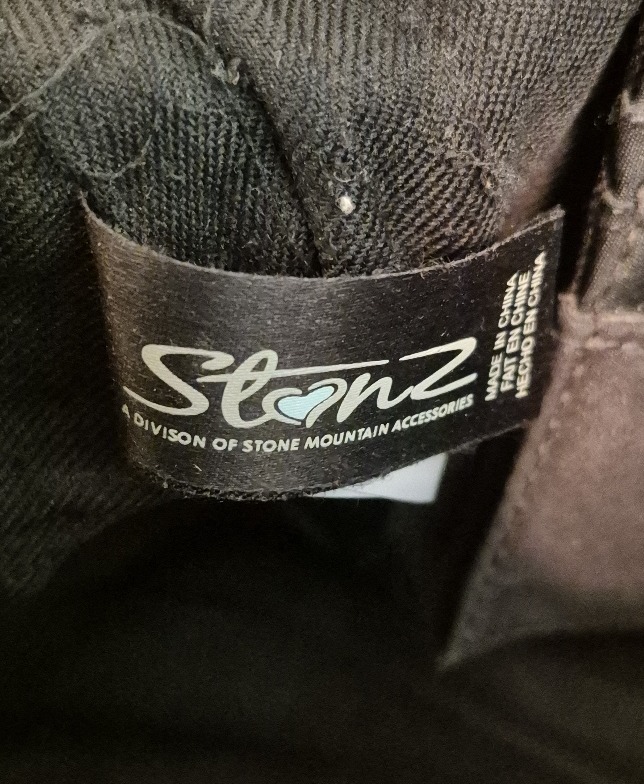 Stonz
A DIVISON OF STONE MOUNTAIN ACCESSORIES
MADE IN CHINA
FAIT EN CHINE
HECHO EN CHINA